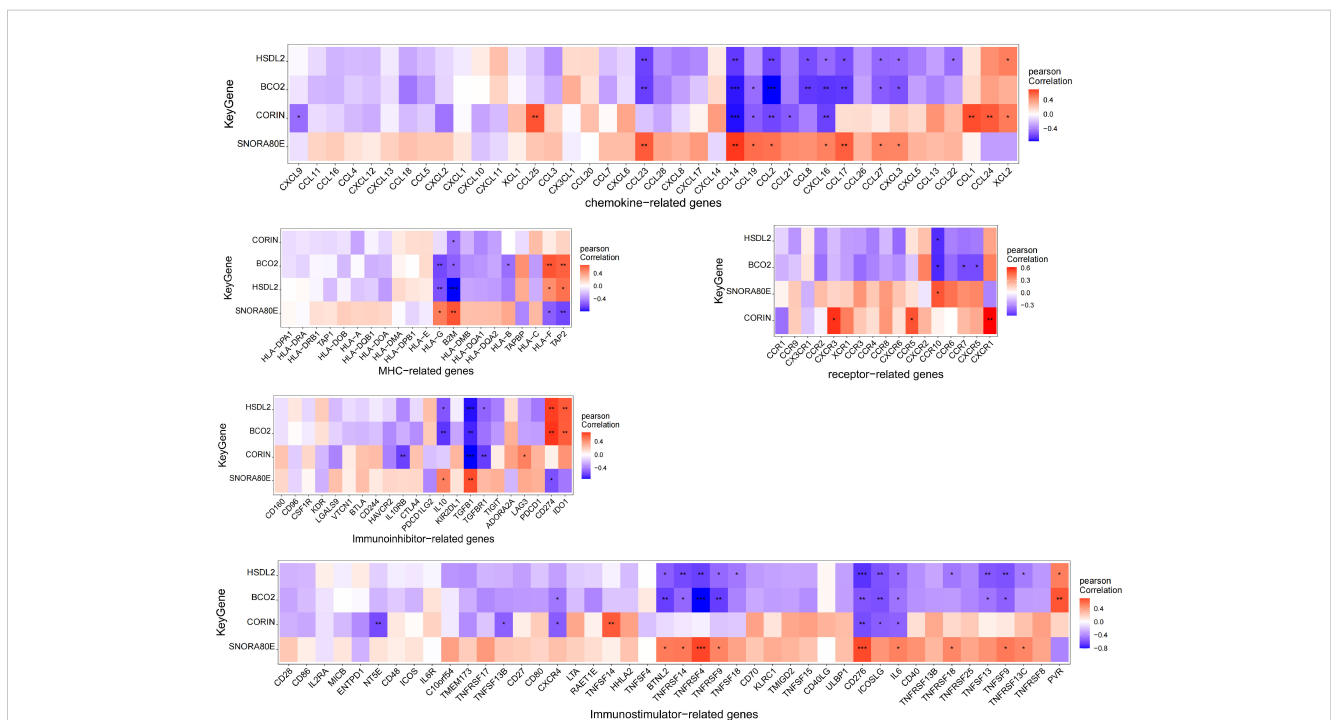 HSDL2
BCO2
CORIN
SNORA80E
KeyGene
CXCL9 CCL11 CCL16 CCL4 CXCL12 CXCL13 CCL18 CCL5 CXCL2 CXCL1 CXCL10 CXCL11 XCL1 CCL25 CCL3 CX3CL1 CCL20 CCL7 CXCL6 CCL23 CCL28 CXCL8 CXCL17 CXCL14 CCL14 CCL19 CCL2 CCL21 CCL8 CXCL16 CCL17 CCL26 CCL27 CXCL3 CXCL5 CCL13 CCL22 CCL1 CCL24 XCL2
chemokine-related genes
pearson
Correlation
0.4
0.0
−0.4
CORIN
BCO2
HSDL2
SNORA80E
KeyGene
HLA-DPA1 HLA-DRA HLA-DRB1 TAP1 HLA-DOB HLA-A HLA-DQB1 HLA-DOA HLA-DMA HLA-DPB1 HLA-E HLA-G B2M HLA-DMB HLA-DQA1 HLA-DQA2 HLA-B TAPBP HLA-C HLA-F TAP2
MHC-related genes
pearson
Correlation
0.4
0.0
−0.4
HSDL2
BCO2
SNORA80E
CORIN
KeyGene
CCR1 CCR9 CX3CR1 CCR2 CXCR3 XCR1 CCR3 CCR4 CCR8 CXCR6 CCR5 CXCR2 CCR10 CCR6 CCR7 CXCR5 CXCR1
receptor-related genes
pearson
Correlation
0.6
0.3
0.0
−0.3
HSDL2
BCO2
CORIN
SNORA80E
KeyGene
CD160 CD96 CSF1R KDR LGALS9 VTCN1 BTLA CD244 HAVCR2 IL10RB CTLA4 PDCD1LG2 IL10 KIR2DL1 TGFB1 TGFBR1 TIGIT ADORA2A LAG3 PDCD1 CD274 IDO1
Immunoinhibitor-related genes
pearson
Correlation
0.4
0.0
−0.4
HSDL2
BCO2
CORIN
SNORA80E
KeyGene
CD28 CD86 IL2RA MICB ENTPD1 NT5E CD48 ICOS IL6R C10orf54 TMEM173 TNFRSF17 TNFSF13B CD27 CD80 CXCR4 LTA RAET1E TNFSF14 HHLA2 TNFSF4 BTNL2 TNFRSF14 TNFRSF4 TNFRSF9 TNFSF18 CD70 KLRC1 TMIGD2 TNFSF15 CD40LG ULBP1 CD276 ICOSLG IL6 CD40 TNFRSF13B TNFRSF18 TNFRSF25 TNFSF13 TNFSF9 TNFRSF13C TNFRSF8 PVR
Immunostimulator-related genes
pearson
Correlation
0.4
0.0
−0.4
−0.8